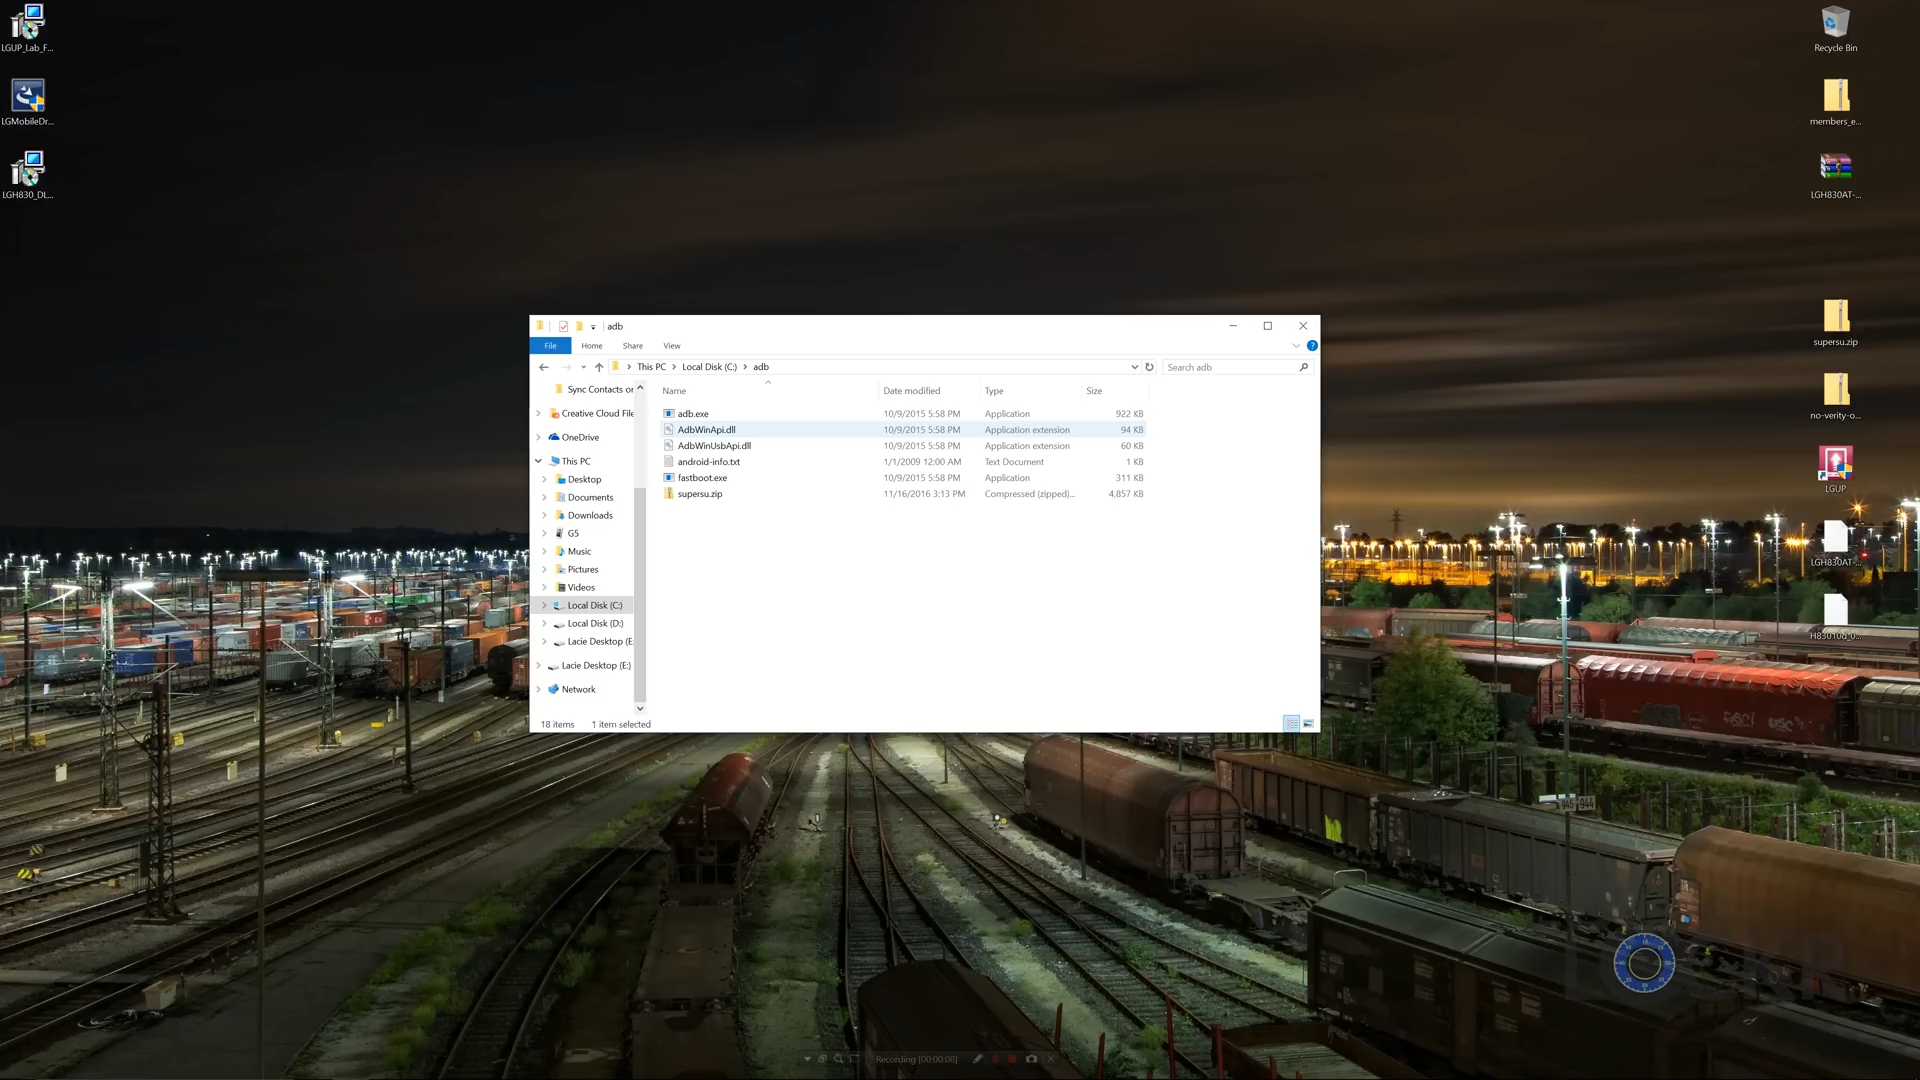 LGUP_Lab_F...
LGMobileDr...
LGH830_DL...
Recycle Bin
members_e...
LGH830AT-...
supersu.zip
no-verity-o...
LGUP
LGH830AT-...
adb
File Home Share View
This PC Local Disk (C:) adb
Search adb
Sync Contacts or
Creative Cloud File
OneDrive
This PC
Desktop
Documents
Downloads
G5
Music
Pictures
Videos
Local Disk (C:)
Local Disk (D:)
Lacie Desktop (E:
Lacie Desktop (E:)
Network
Name Date modified Type Size
adb.exe 10/9/2015 5:58 PM Application 922 KB
AdbWinApi.dll 10/9/2015 5:58 PM Application extension 94 KB
AdbWinUsbApi.dll 10/9/2015 5:58 PM Application extension 60 KB
android-info.txt 1/1/2009 12:00 AM Text Document 1 KB
fastboot.exe 10/9/2015 5:58 PM Application 311 KB
supersu.zip 11/16/2016 3:13 PM Compressed (zipped)... 4,857 KB
18 items 1 item selected
945 944
Recording [00:00:08]